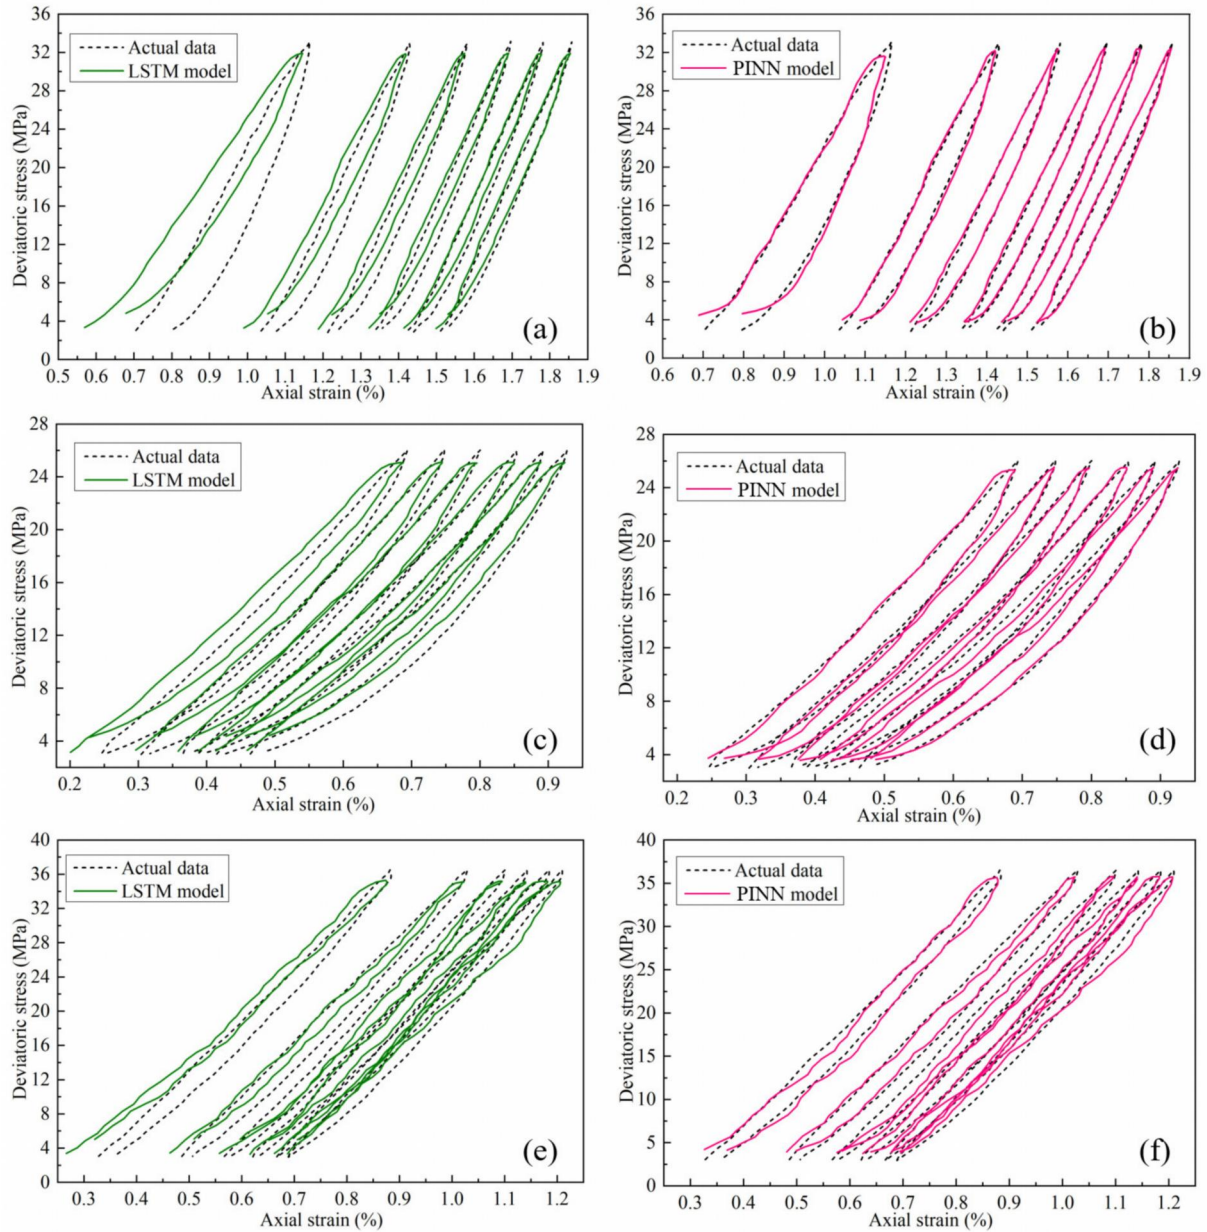 36
32
28
24
20
16
12
8
4
0
Deviatoric stress (MPa)
Actual data
LSTM model
(a)
0.5 0.6 0.7 0.8 0.9 1.0 1.1 1.2 1.3 1.4 1.5 1.6 1.7 1.8 1.9
Axial strain (%)
36
32
28
24
20
16
12
8
4
0
Deviatoric stress (MPa)
Actual data
PINN model
(b)
0.6 0.7 0.8 0.9 1.0 1.1 1.2 1.3 1.4 1.5 1.6 1.7 1.8 1.9
Axial strain (%)
28
24
20
16
12
8
4
Deviatoric stress (MPa)
Actual data
LSTM model
(c)
0.2 0.3 0.4 0.5 0.6 0.7 0.8 0.9
Axial strain (%)
28
24
20
16
12
8
4
Deviatoric stress (MPa)
Actual data
PINN model
(d)
0.2 0.3 0.4 0.5 0.6 0.7 0.8 0.9
Axial strain (%)
40
36
32
28
24
20
16
12
8
4
0
Deviatoric stress (MPa)
Actual data
LSTM model
(e)
0.3 0.4 0.5 0.6 0.7 0.8 0.9 1.0 1.1 1.2
Axial strain (%)
40
35
30
25
20
15
10
5
0
Deviatoric stress (MPa)
Actual data
PINN model
(f)
0.3 0.4 0.5 0.6 0.7 0.8 0.9 1.0 1.1 1.2
Axial strain (%)